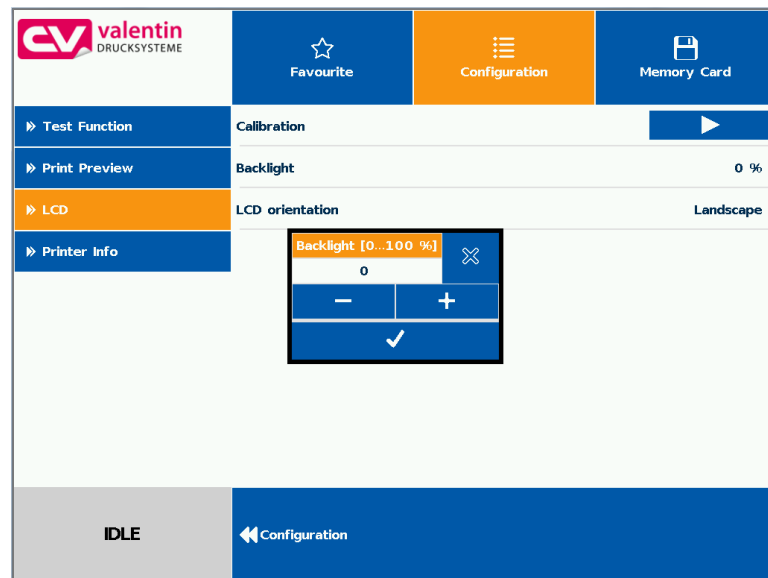 valentin
DRUCKSYSTEME
Favourite
Configuration
Memory Card
Test Function
Calibration
Print Preview
Backlight
0 %
LCD
LCD orientation
Landscape
Printer Info
Backlight [0...100 %]
0
IDLE
Configuration